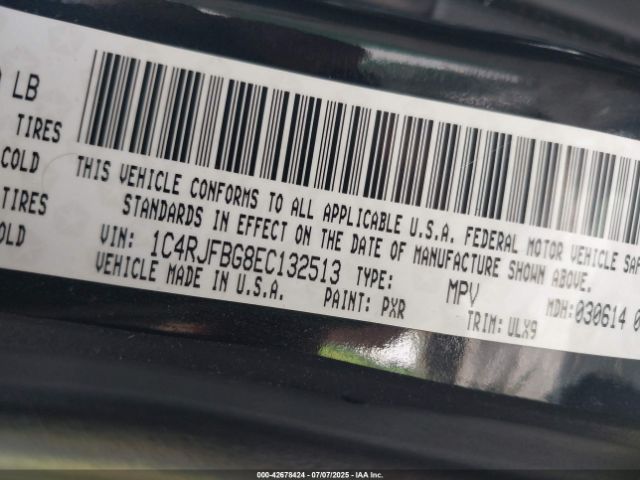 LB
TIRES
COLD
TIRES
OLD
THIS VEHICLE CONFORMS TO ALL APPLICABLE U.S.A. FEDERAL MOTOR VEHICLE SAF
STANDARDS IN EFFECT ON THE DATE OF MANUFACTURE SHOWN ABOVE.
VIN: 1C4RJFBG8EC132513 TYPE: MPV MDH:030614 0
VEHICLE MADE IN U.S.A. PAINT: PXR TRIM: ULX9
000-42678424 | 07/07/2025 | IAA Inc.